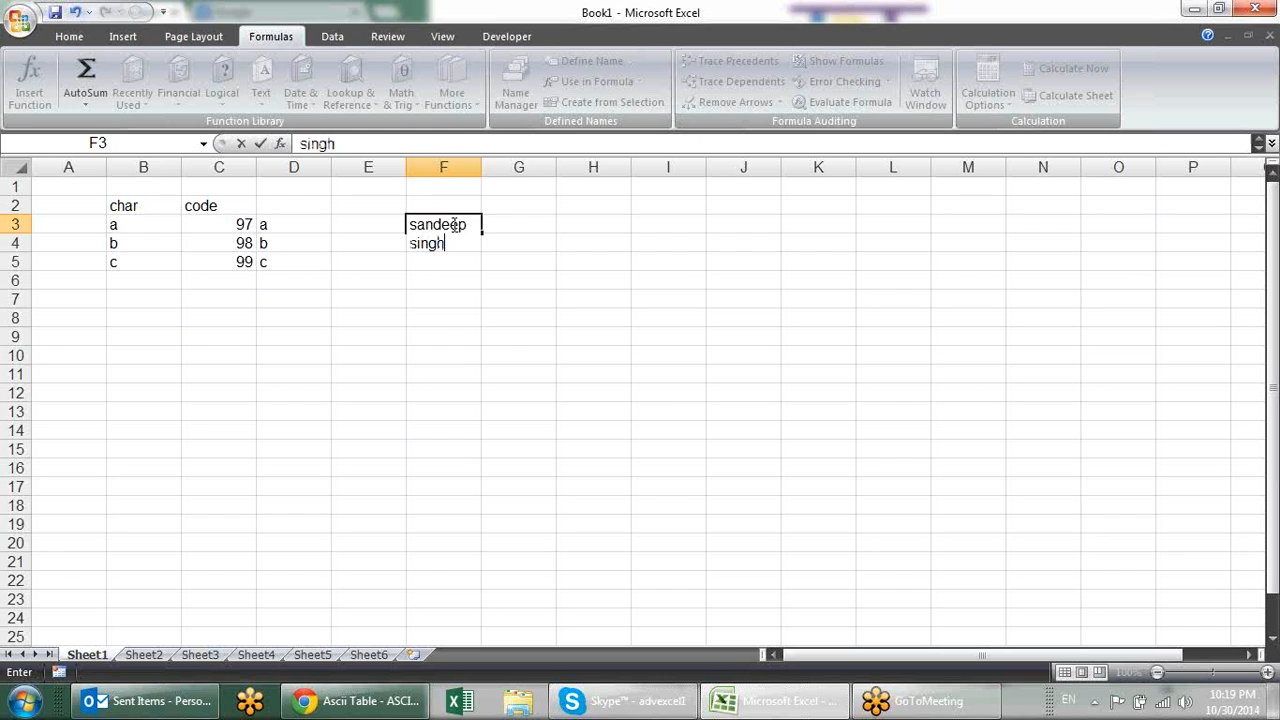 Book1 - Microsoft Excel
Home Insert Page Layout Formulas Data Review View Developer
Insert Function
AutoSum
Recently Used
Financial
Logical
Text
Date & Time
Lookup & Reference
Math & Trig
More Functions
Function Library
Name Manager
Define Name
Use in Formula
Create from Selection
Defined Names
Trace Precedents
Trace Dependents
Remove Arrows
Show Formulas
Error Checking
Evaluate Formula
Formula Auditing
Watch Window
Calculation Options
Calculate Now
Calculate Sheet
Calculation
F3 fx singh
A B C D E F G H I J K L M N O P
1
2 char code
3 a 97 a sandeep
4 b 98 b singh
5 c 99 c
6
7
8
9
10
11
12
13
14
15
16
17
18
19
20
21
22
23
24
25
Sheet1 Sheet2 Sheet3 Sheet4 Sheet5 Sheet6
Enter 100%
Sent Items - Perso...
Ascii Table - ASCI...
Skype™ - advexcel1
Microsoft Excel - ...
GoToMeeting
EN
10:19 PM
10/30/2014